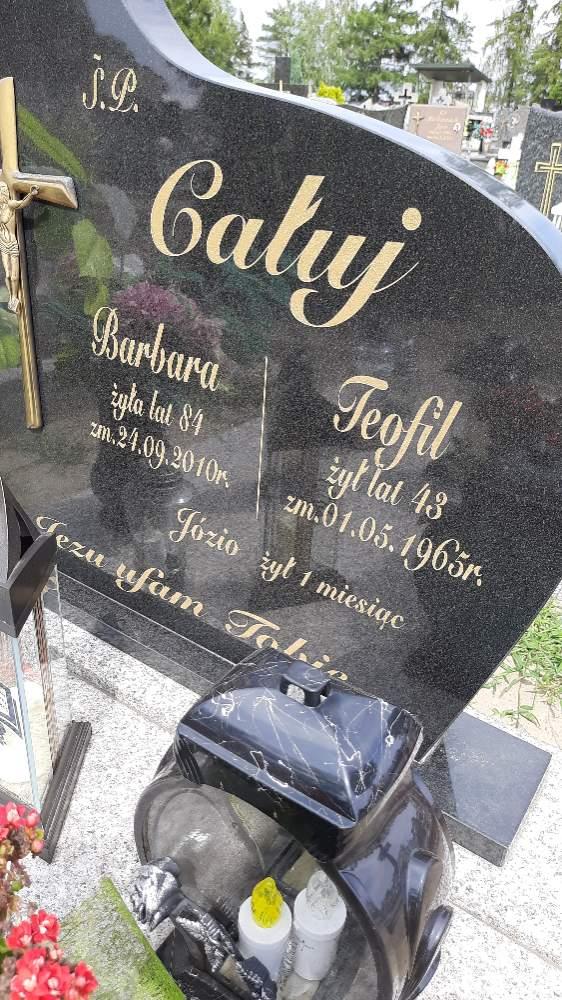 Ś.P.
Całuj
Barbara
żyła lat 84
zm.24.09.2010r.
Teofil
żył lat 43
zm.01.05.1965r.
Józio żył 1 miesiąc
Jezu ufam Tobie